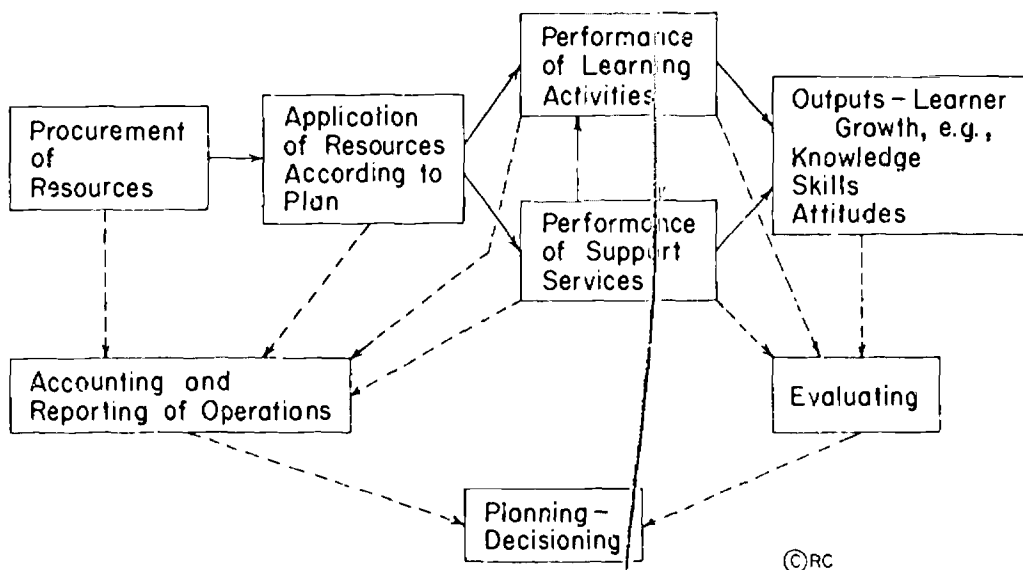 Procurement
of
Resources
Application
of Resources
According to
Plan
Performance
of Learning
Activities
Performance
of Support
Services
Outputs – Learner
Growth, e.g.,
Knowledge
Skills
Attitudes
Accounting and
Reporting of Operations
Evaluating
Planning –
Decisioning
©RC